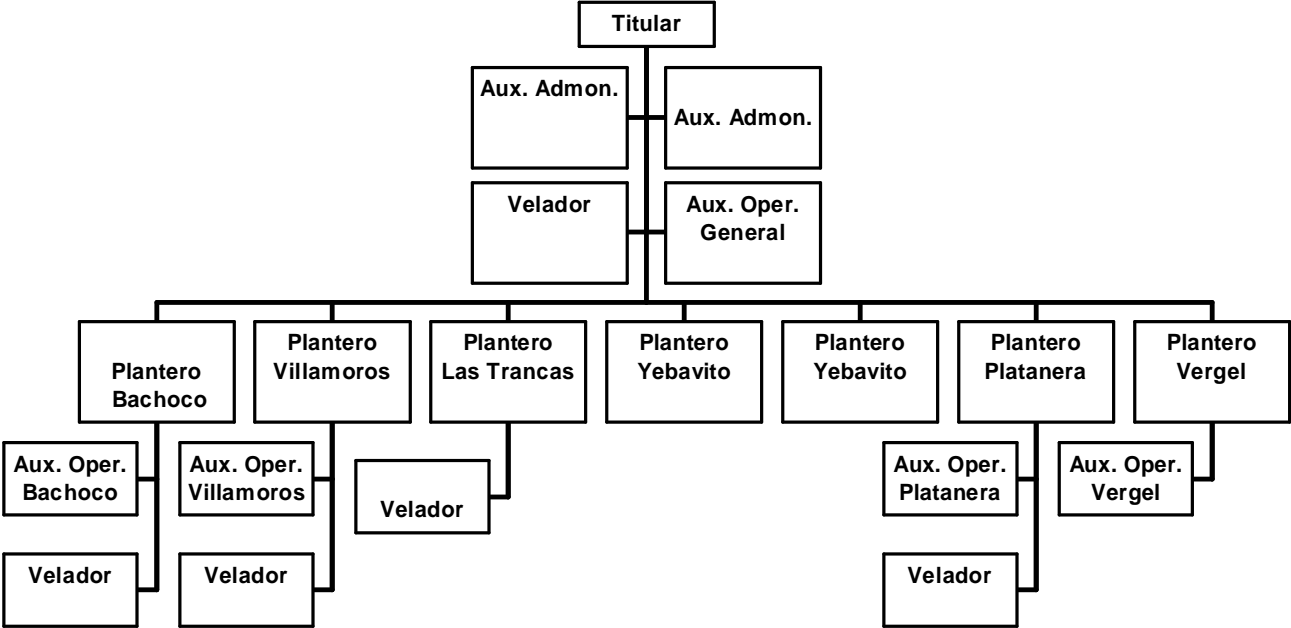 Titular
Aux. Admon.
Aux. Admon.
Velador
Aux. Oper.
General
Plantero
Bachoco
Plantero
Villamoros
Plantero
Las Trancas
Plantero
Yebavito
Plantero
Yebavito
Plantero
Platanera
Plantero
Vergel
Aux. Oper.
Bachoco
Aux. Oper.
Villamoros
Velador
Aux. Oper.
Platanera
Aux. Oper.
Vergel
Velador
Velador
Velador